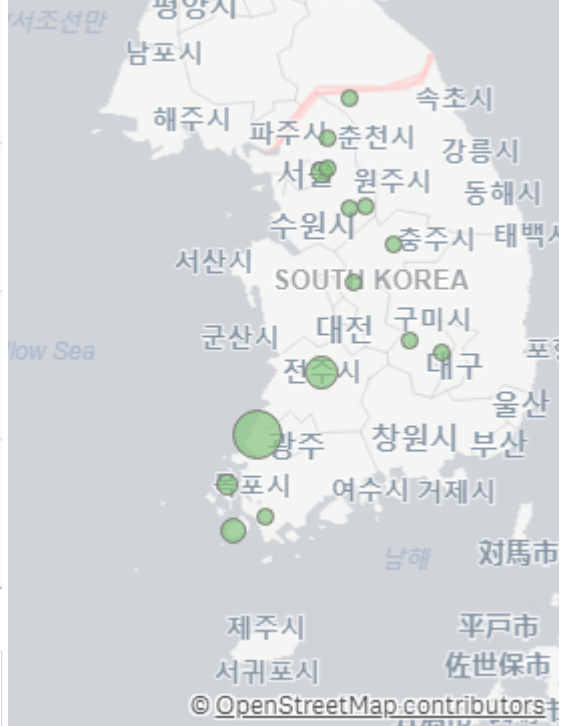 평양시
서조선만
남포시
속초시
해주시
파주시
춘천시
강릉시
원주시
동해시
수원시
충주시
서산시
SOUTH KOREA
구미시
군산시
대전
대구
전주시
울산
광주
창원시
부산
목포시
여수시
거제시
남해
対馬市
제주시
平戸市
서귀포시
佐世保市
© OpenStreetMap contributors